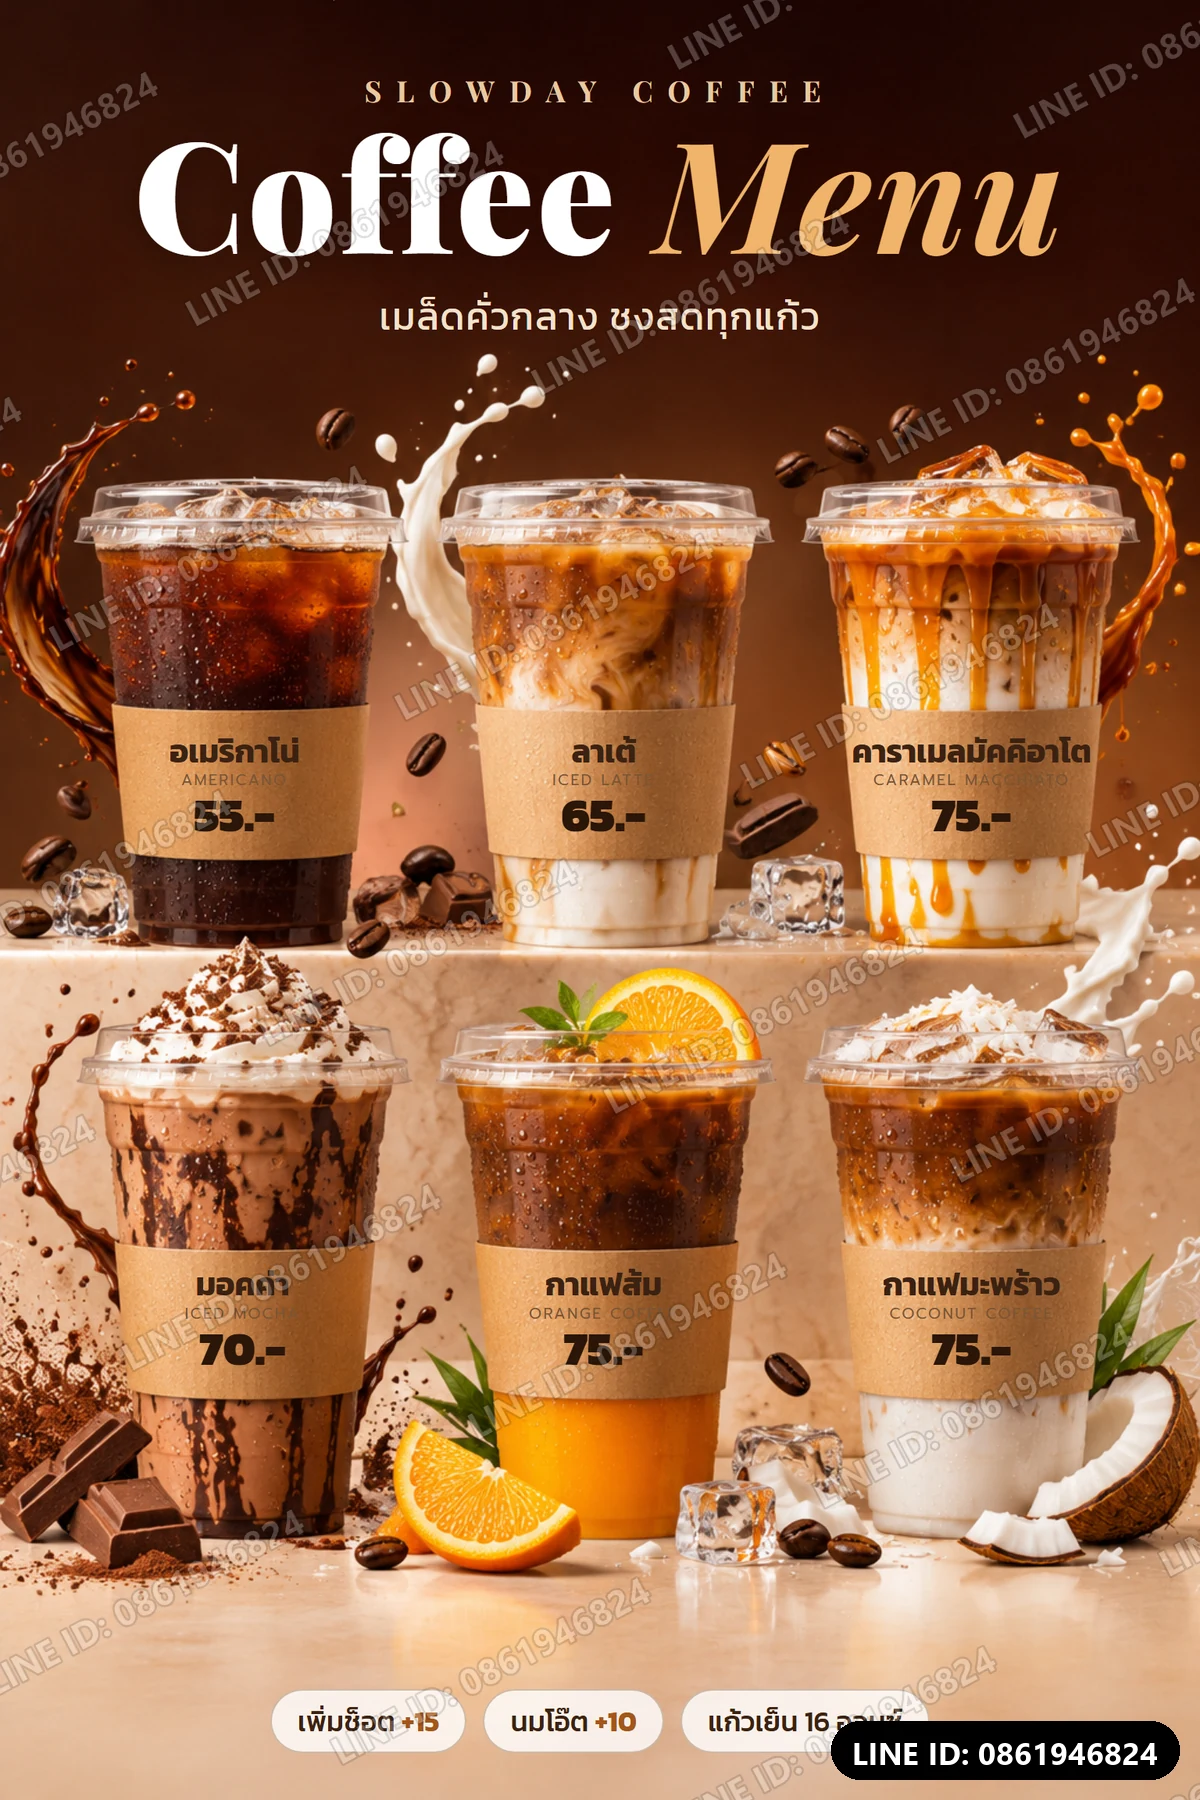 SLOWDAY COFFEE
Coffee Menu
เมล็ดคั่วกลาง ชงสดทุกแก้ว
อเมริกาโน่
AMERICANO
55.-
ลาเต้
ICED LATTE
65.-
คาราเมลมัคคิอาโต
CARAMEL MACCHIATO
75.-
มอคค่า
ICED MOCHA
70.-
กาแฟส้ม
ORANGE COFFEE
75.-
กาแฟมะพร้าว
COCONUT COFFEE
75.-
เพิ่มช็อต +15
นมโอ๊ต +10
แก้วเย็น 16 ออนซ์
LINE ID: 0861946824